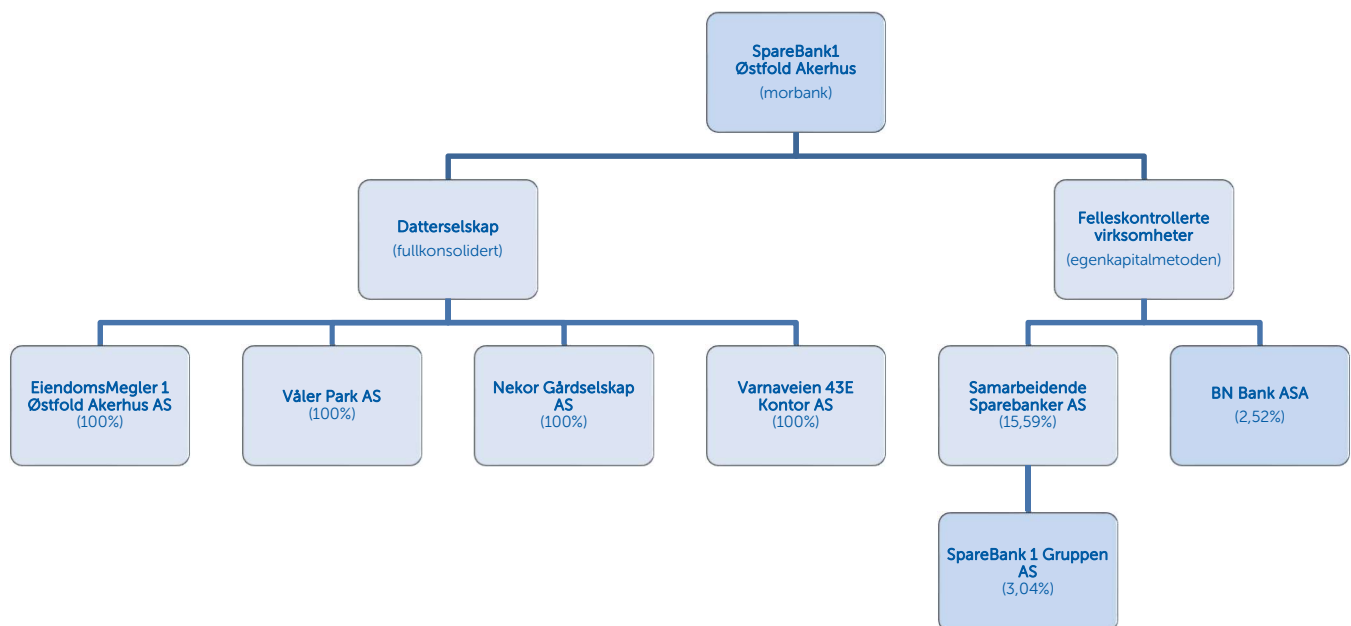 SpareBank1
Østfold Akerhus
(morbank)
Datterselskap
(fullkonsolidert)
Felleskontrollerte
virksomheter
(egenkapitalmetoden)
EiendomsMegler 1
Østfold Akerhus AS
(100%)
Våler Park AS
(100%)
Nekor Gårdselskap
AS
(100%)
Varnaveien 43E
Kontor AS
(100%)
Samarbeidende
Sparebanker AS
(15,59%)
BN Bank ASA
(2,52%)
SpareBank 1 Gruppen
AS
(3,04%)